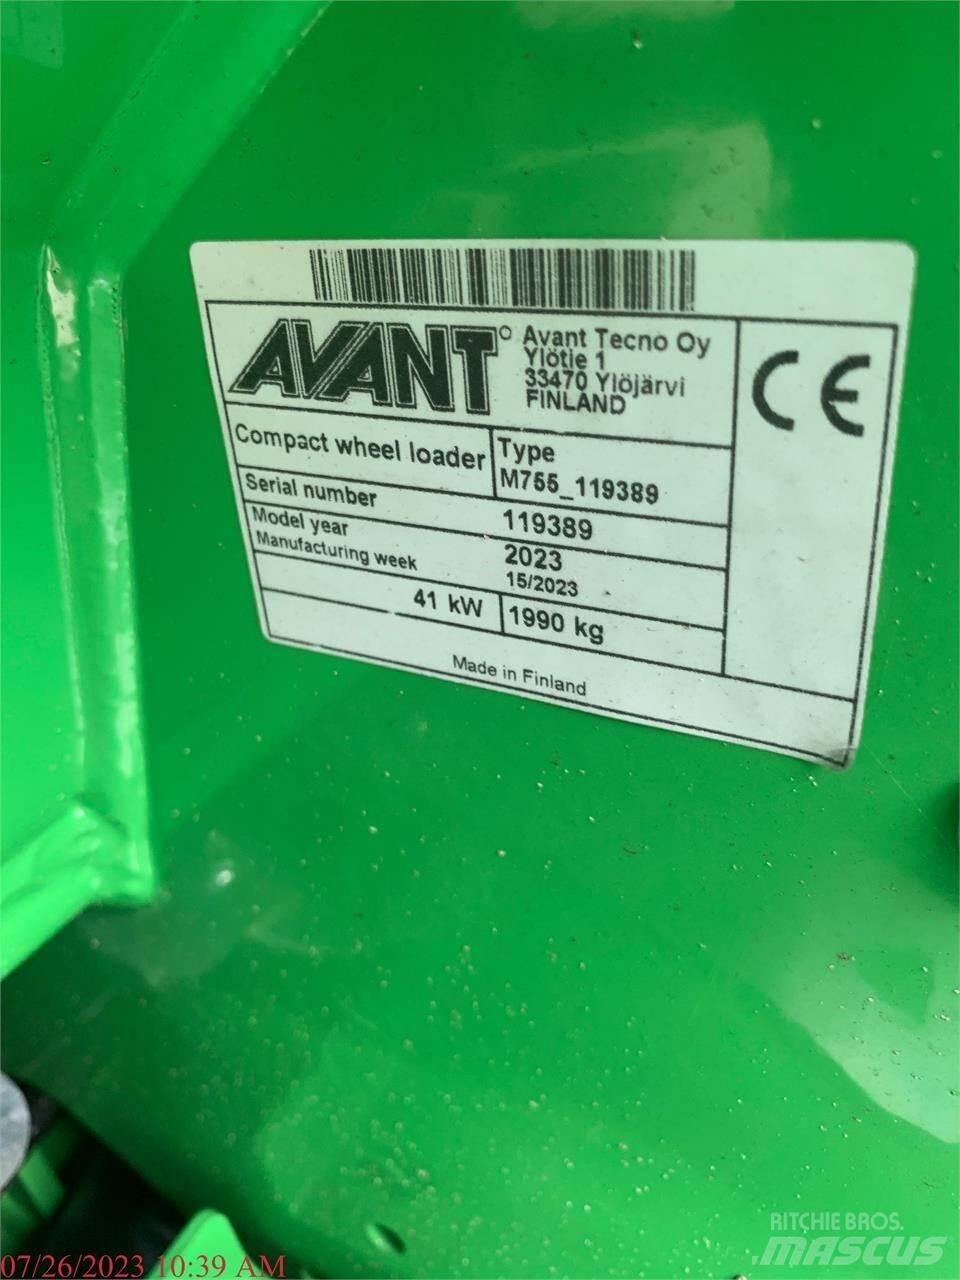 AVANT
Avant Tecno Oy
Ylötie 1
33470 Ylöjärvi
FINLAND
CE
Compact wheel loader
Type
M755_119389
Serial number 119389
Model year 2023
Manufacturing week 15/2023
41 kW 1990 kg
Made in Finland
RITCHIE BROS.
MASCUS
07/26/2023 10:39 AM